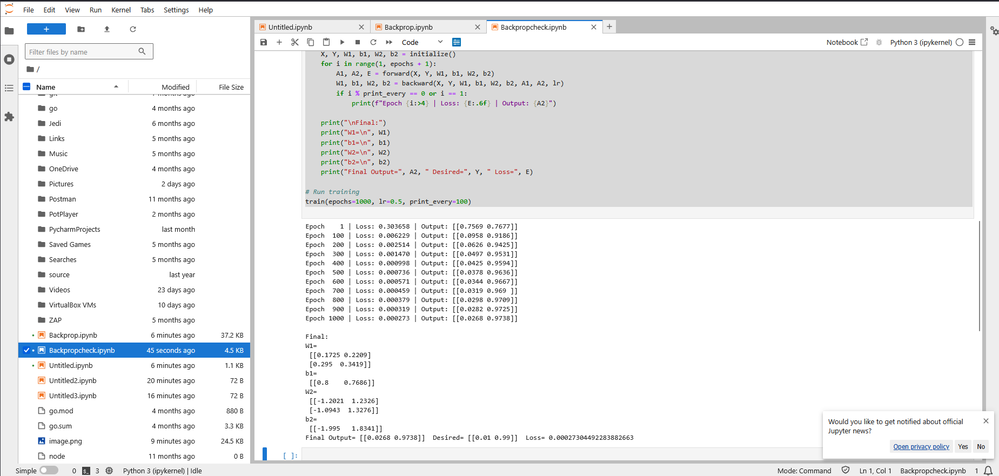 File Edit View Run Kernel Tabs Settings Help
+
Filter files by name
/
Name Modified File Size
git 4 months ago
go 4 months ago
Jedi 6 months ago
Links 5 months ago
Music 5 months ago
OneDrive 4 months ago
Pictures 2 days ago
Postman 11 months ago
PotPlayer 2 months ago
PycharmProjects last month
Saved Games 5 months ago
Searches 5 months ago
source last year
Videos 23 days ago
VirtualBox VMs 10 days ago
ZAP 5 months ago
Backprop.ipynb 6 minutes ago 37.2 KB
Backpropcheck.ipynb 45 seconds ago 4.5 KB
Untitled.ipynb 6 minutes ago 1.1 KB
Untitled2.ipynb 20 minutes ago 72 B
Untitled3.ipynb 16 minutes ago 72 B
go.mod 4 months ago 880 B
go.sum 4 months ago 3.3 KB
image.png 9 minutes ago 24.5 KB
node 11 months ago 0 B
Untitled.ipynb Backprop.ipynb Backpropcheck.ipynb
Code Notebook Python 3 (ipykernel)
X, Y, W1, b1, W2, b2 = initialize()
for i in range(1, epochs + 1):
A1, A2, E = forward(X, Y, W1, b1, W2, b2)
W1, b1, W2, b2 = backward(X, Y, W1, b1, W2, b2, A1, A2, lr)
if i % print_every == 0 or i == 1:
print(f"Epoch {i:>4} | Loss: {E:.6f} | Output: {A2}")
print("\nFinal:")
print("W1=\n", W1)
print("b1=\n", b1)
print("W2=\n", W2)
print("b2=\n", b2)
print("Final Output=", A2, " Desired=", Y, " Loss=", E)
# Run training
train(epochs=1000, lr=0.5, print_every=100)
Epoch    1 | Loss: 0.303658 | Output: [[0.7569 0.7677]]
Epoch  100 | Loss: 0.006229 | Output: [[0.0958 0.9186]]
Epoch  200 | Loss: 0.002514 | Output: [[0.0626 0.9425]]
Epoch  300 | Loss: 0.001470 | Output: [[0.0497 0.9531]]
Epoch  400 | Loss: 0.000998 | Output: [[0.0425 0.9594]]
Epoch  500 | Loss: 0.000736 | Output: [[0.0378 0.9636]]
Epoch  600 | Loss: 0.000571 | Output: [[0.0344 0.9667]]
Epoch  700 | Loss: 0.000459 | Output: [[0.0319 0.969 ]]
Epoch  800 | Loss: 0.000379 | Output: [[0.0298 0.9709]]
Epoch  900 | Loss: 0.000319 | Output: [[0.0282 0.9725]]
Epoch 1000 | Loss: 0.000273 | Output: [[0.0268 0.9738]]
Final:
W1=
[[0.1725 0.2209]
[0.295  0.3419]]
b1=
[[0.8    0.7686]]
W2=
[[-1.2021  1.2326]
[-1.0943  1.3276]]
b2=
[[-1.995   1.8341]]
Final Output= [[0.0268 0.9738]]  Desired= [[0.01 0.99]]  Loss= 0.00027304492283882663
[ ]:
Would you like to get notified about official
Jupyter news?
Open privacy policy Yes No
Simple 0 3 Python 3 (ipykernel) | Idle Mode: Command Ln 1, Col 1 Backpropcheck.ipynb 1